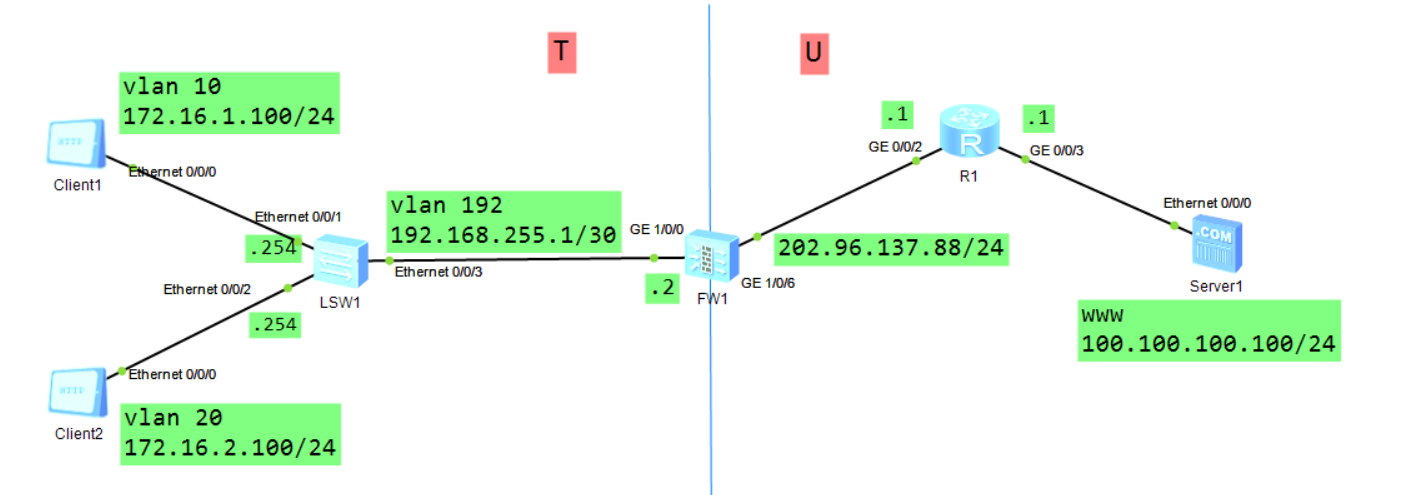 T
U
vlan 10
172.16.1.100/24
HTTP
Client1
Ethernet 0/0/0
Ethernet 0/0/1
.254
Ethernet 0/0/2
.254
LSW1
Ethernet 0/0/3
vlan 192
192.168.255.1/30
GE 1/0/0
.2
FW1
GE 1/0/6
202.96.137.88/24
.1
GE 0/0/2
R
R1
.1
GE 0/0/3
Ethernet 0/0/0
.COM
Server1
www
100.100.100.100/24
HTTP
Client2
Ethernet 0/0/0
vlan 20
172.16.2.100/24